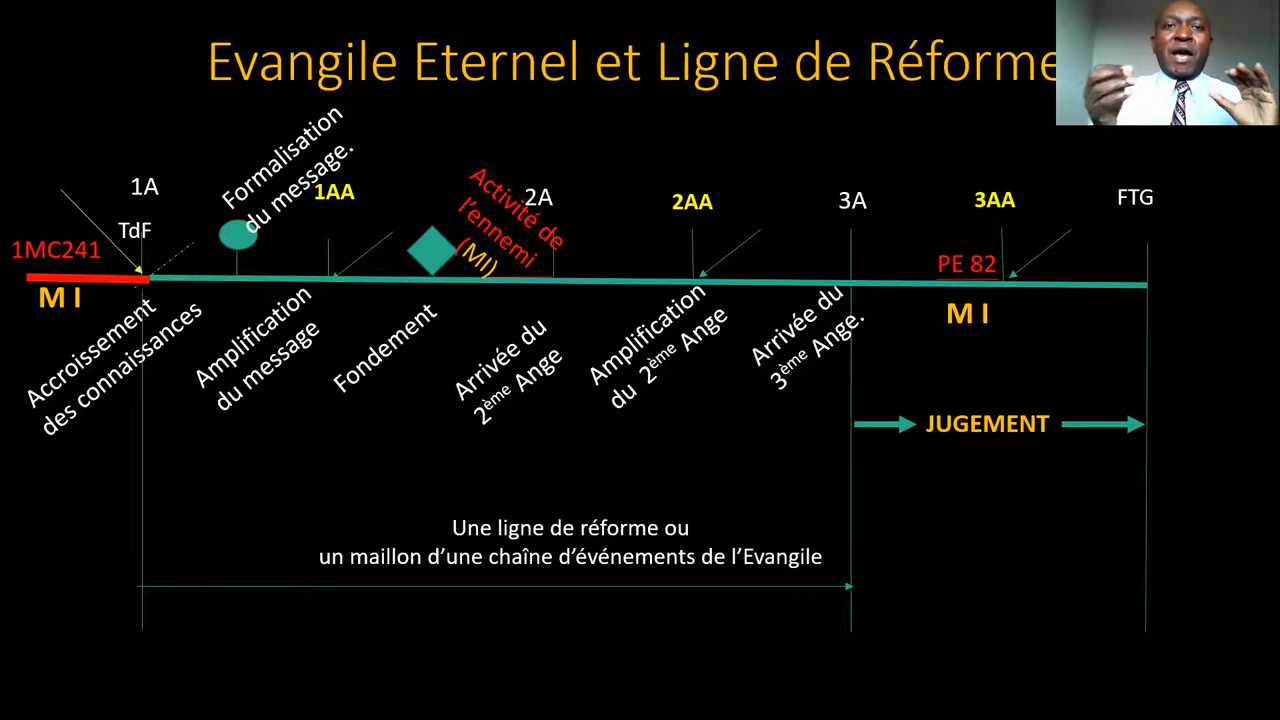 Evangile Eternel et Ligne de Réforme
Formalisation
du message.
1A
TdF
1MC241
M I
1AA
Activité de
l'ennemi
(MI)
2A
2AA
3A
3AA
FTG
PE 82
M I
Accroissement
des connaissances
Amplification
du message
Fondement
Arrivée du
2ème Ange
Amplification
du 2ème Ange
Arrivée du
3ème Ange.
JUGEMENT
Une ligne de réforme ou
un maillon d'une chaîne d'événements de l'Evangile